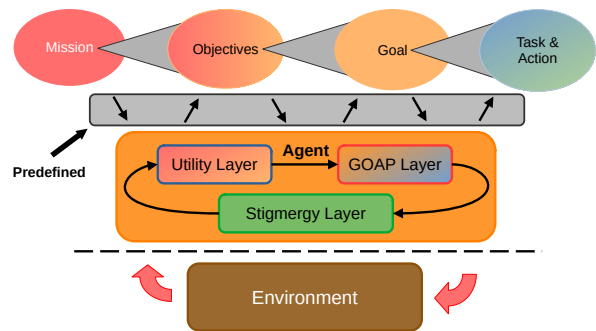 Mission
Objectives
Goal
Task &
Action
Predefined
Agent
Utility Layer
GOAP Layer
Stigmergy Layer
Environment